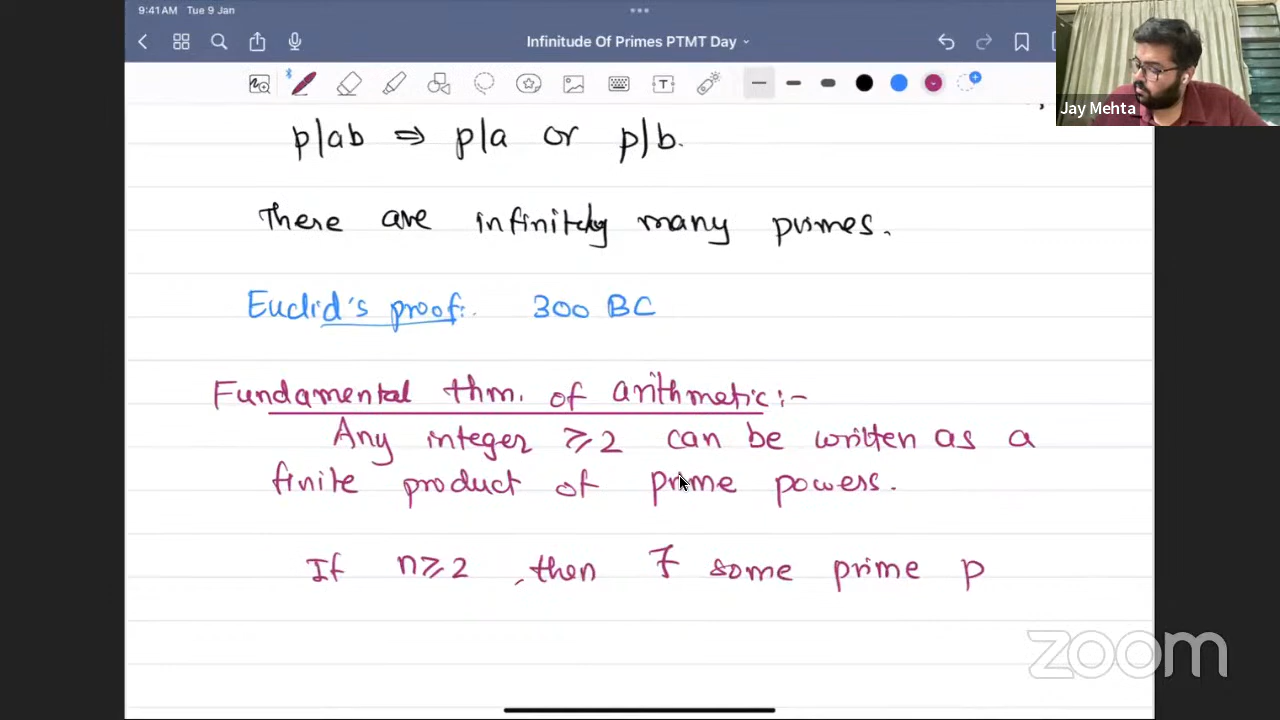 9:41AM Tue 9 Jan
Infinitude Of Primes PTMT Day
Jay Mehta
p|ab ⇒ p|a or p|b.
There are infinitely many primes.
Euclid's proof:. 300 BC
Fundamental thm. of arithmetic:-
Any integer ≥2 can be written as a
finite product of prime powers.
If n≥2, then ∃ some prime p
zoom